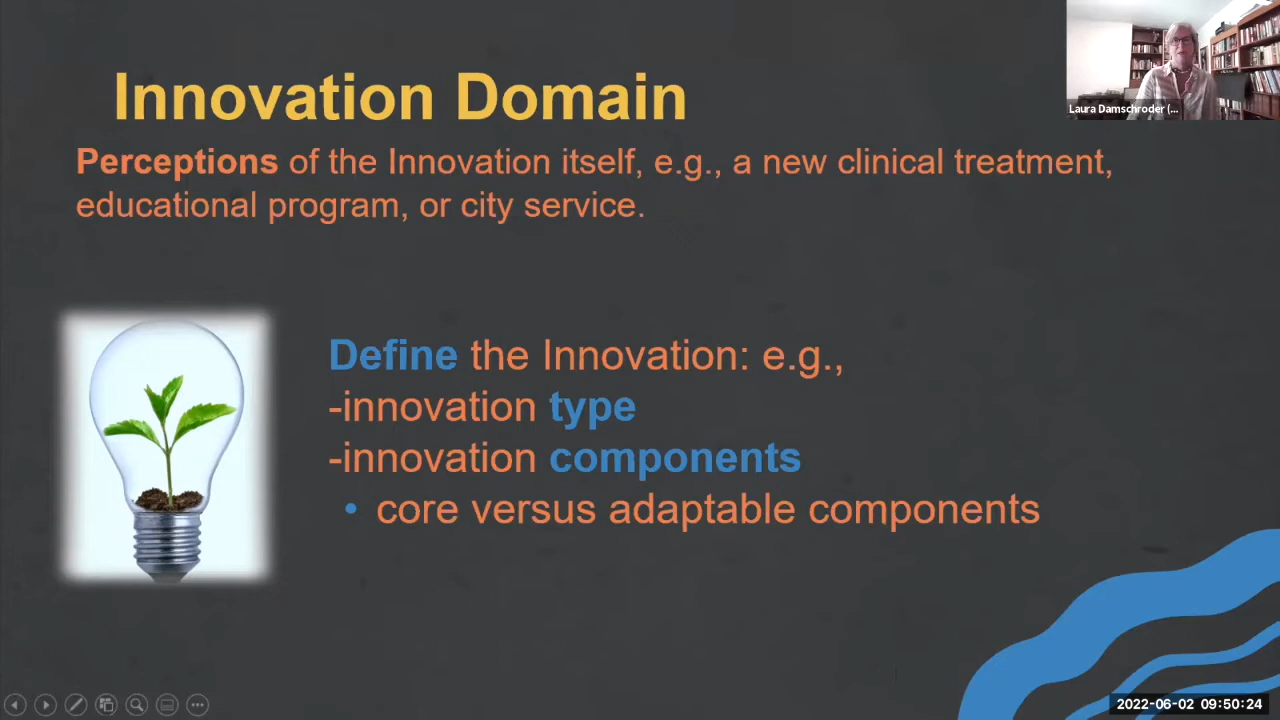 Innovation Domain
Perceptions of the Innovation itself, e.g., a new clinical treatment,
educational program, or city service.
Define the Innovation: e.g.,
-innovation type
-innovation components
• core versus adaptable components
Laura Damschroder (...
2022-06-02 09:50:24